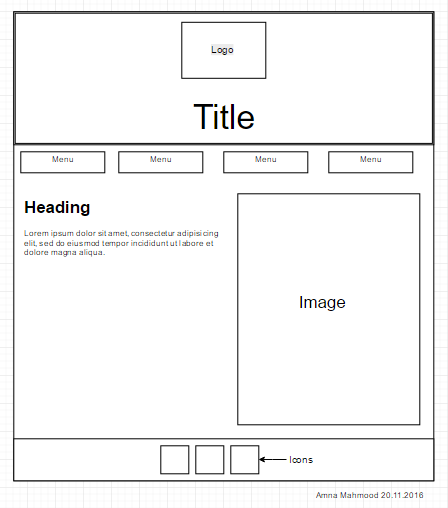 Logo
Title
Menu Menu Menu Menu
Heading
Lorem ipsum dolor sit amet, consectetur adipisicing
elit, sed do eiusmod tempor incididunt ut labore et
dolore magna aliqua.
Image
Icons
Amna Mahmood 20.11.2016